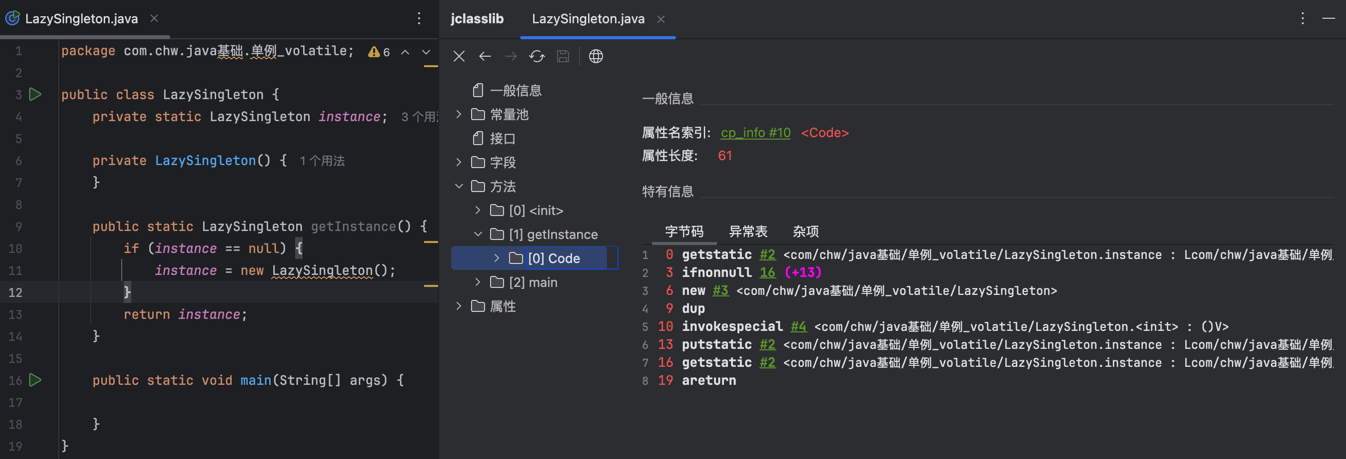 LazySingleton.java
1 package com.chw.java基础.单例_volatile; 6
2
3 public class LazySingleton {
4 private static LazySingleton instance; 3 个用法
5
6 private LazySingleton() { 1 个用法
7 }
8
9 public static LazySingleton getInstance() {
10 if (instance == null) {
11 instance = new LazySingleton();
12 }
13 return instance;
14 }
15
16 public static void main(String[] args) {
17
18 }
19 }
jclasslib LazySingleton.java
一般信息
常量池
接口
字段
方法
[0] <init>
[1] getInstance
[0] Code
[2] main
属性
一般信息
属性名索引: cp_info #10 <Code>
属性长度: 61
特有信息
字节码 异常表 杂项
1 0 getstatic #2 <com/chw/java基础/单例_volatile/LazySingleton.instance : Lcom/chw/java基础/单例_
2 3 ifnonnull 16 (+13)
3 6 new #3 <com/chw/java基础/单例_volatile/LazySingleton>
4 9 dup
5 10 invokespecial #4 <com/chw/java基础/单例_volatile/LazySingleton.<init> : ()V>
6 13 putstatic #2 <com/chw/java基础/单例_volatile/LazySingleton.instance : Lcom/chw/java基础/单例_
7 16 getstatic #2 <com/chw/java基础/单例_volatile/LazySingleton.instance : Lcom/chw/java基础/单例_
8 19 areturn